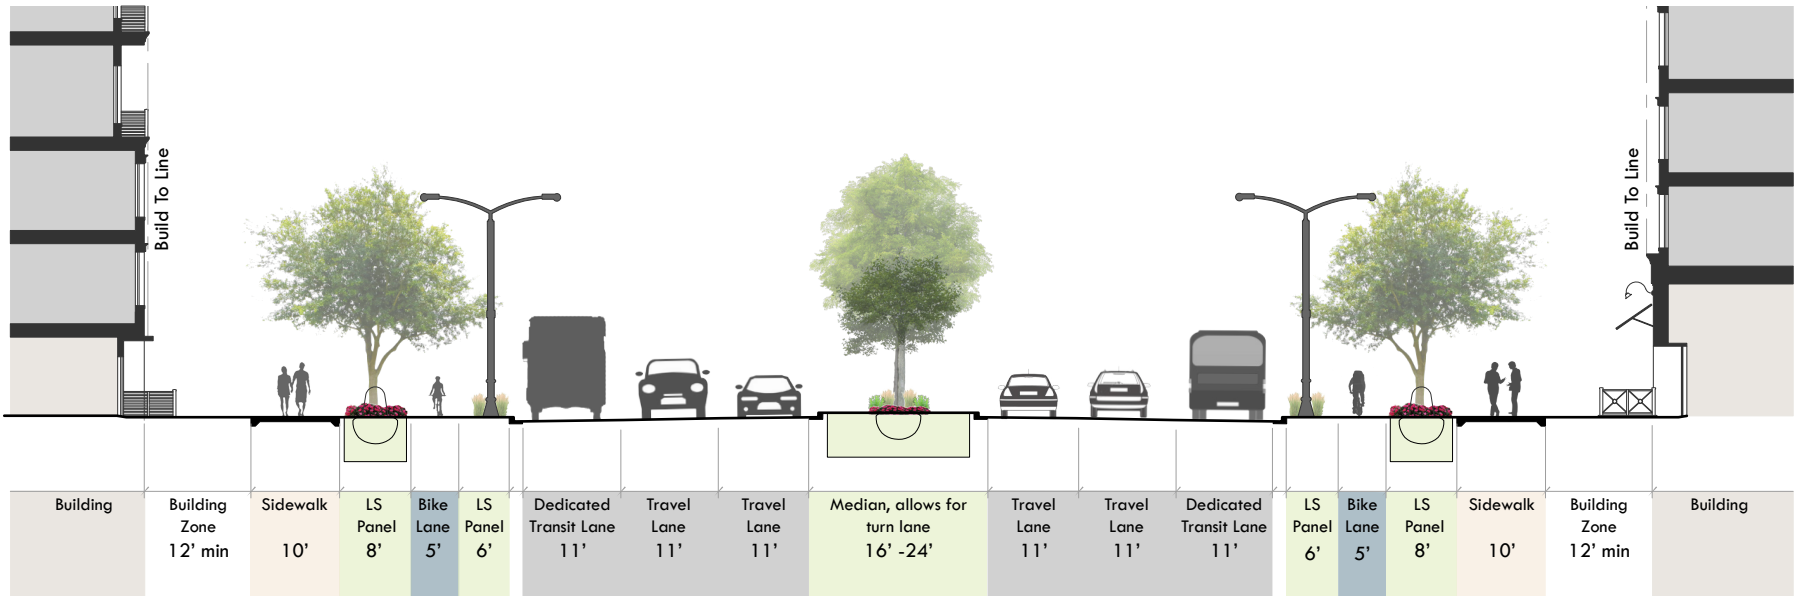 Build To Line
Build To Line
Building
Building
Zone
12’ min
Sidewalk
10’
LS
Panel
8’
Bike
Lane
5’
LS
Panel
6’
Dedicated
Transit Lane
11’
Travel
Lane
11’
Travel
Lane
11’
Median, allows for
turn lane
16’ -24’
Travel
Lane
11’
Travel
Lane
11’
Dedicated
Transit Lane
11’
LS
Panel
6’
Bike
Lane
5’
LS
Panel
8’
Sidewalk
10’
Building
Zone
12’ min
Building